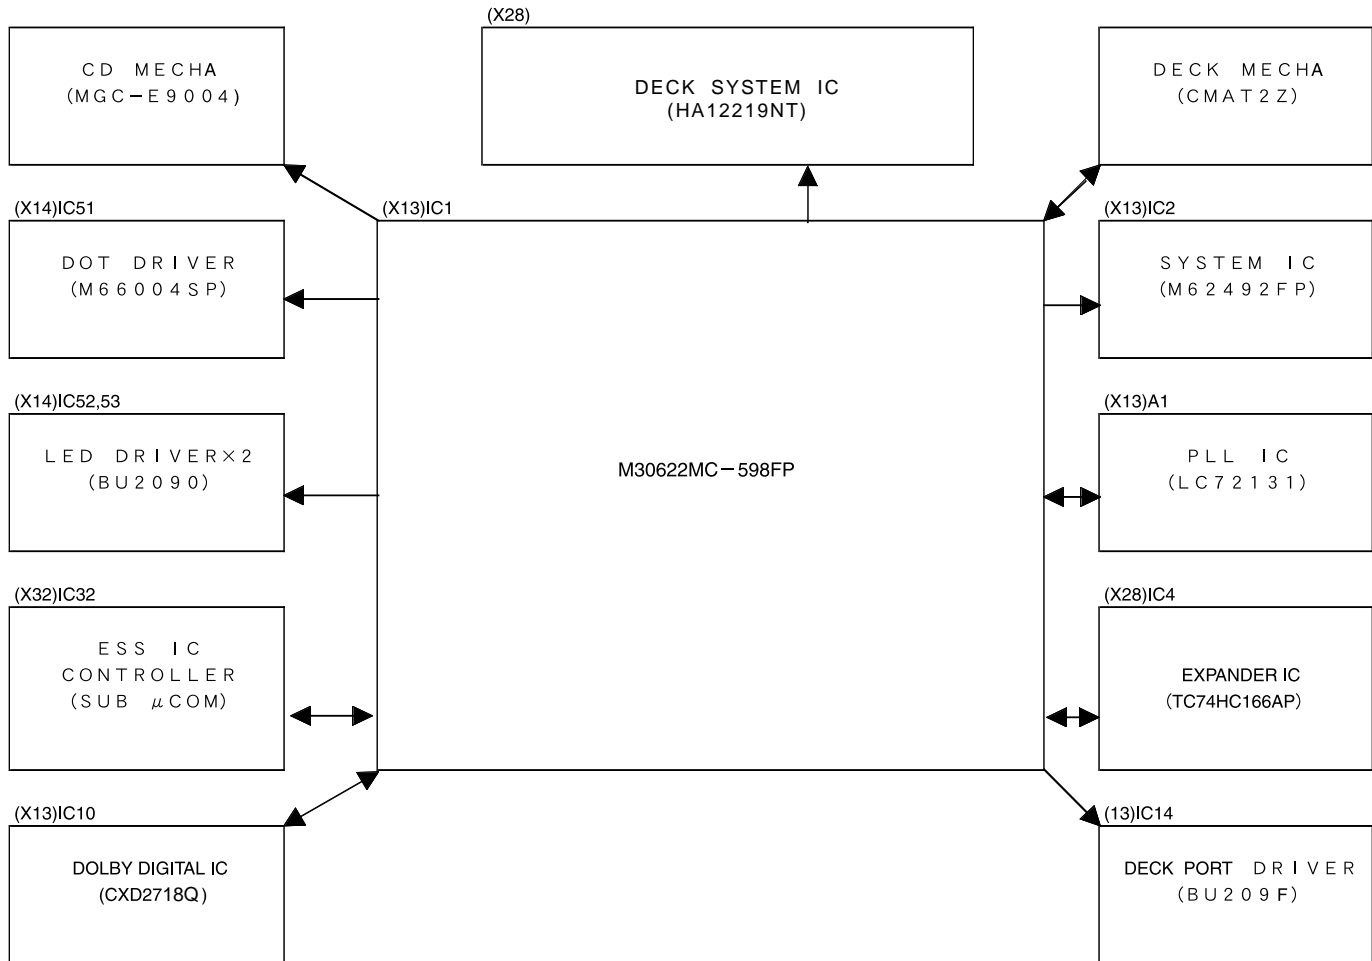 (X28)
CD MECHA
(MGC-E9004)
DECK SYSTEM IC
(HA12219NT)
DECK MECHA
(CMAT2Z)
(X14)IC51
(X13)IC1
(X13)IC2
DOT DRIVER
(M66004SP)
SYSTEM IC
(M62492FP)
(X14)IC52,53
(X13)A1
LED DRIVER×2
(BU2090)
M30622MC-598FP
PLL IC
(LC72131)
(X32)IC32
(X28)IC4
ESS IC
CONTROLLER
(SUB μCOM)
EXPANDER IC
(TC74HC166AP)
(X13)IC10
(13)IC14
DOLBY DIGITAL IC
(CXD2718Q)
DECK PORT DRIVER
(BU209F)